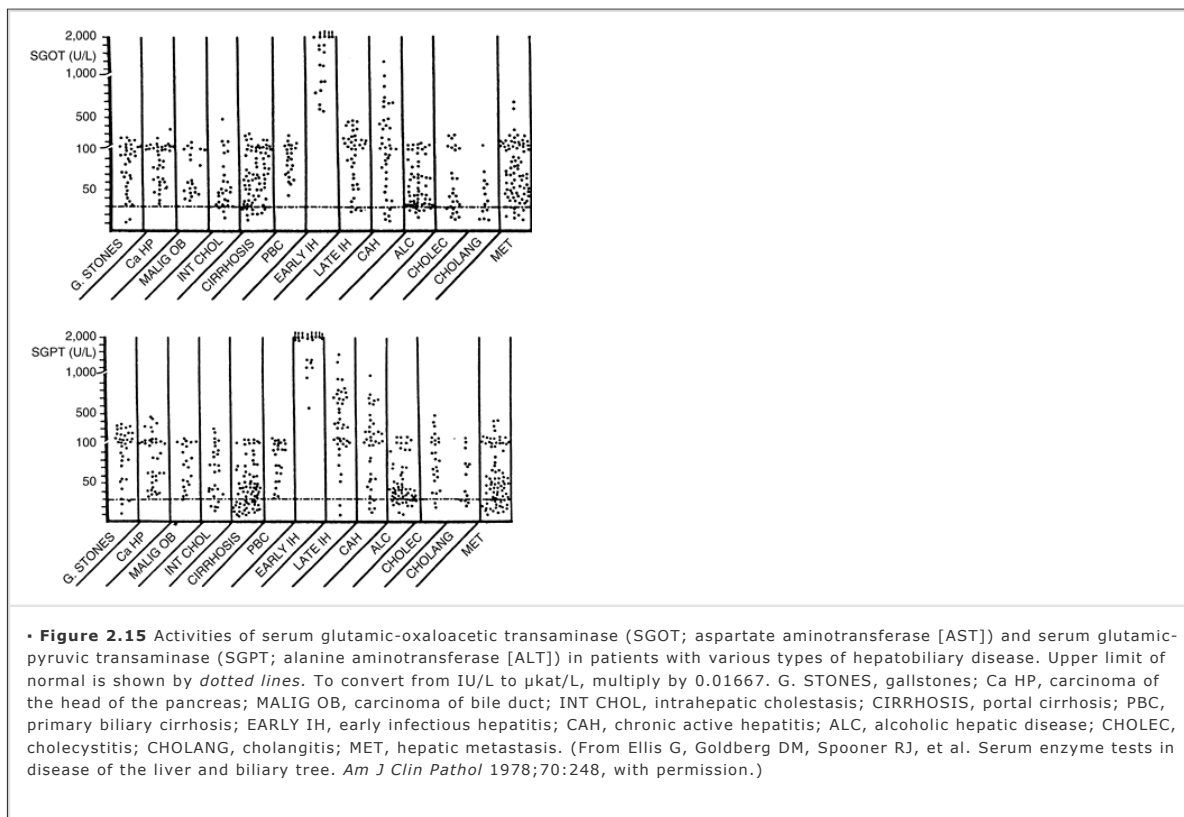 2,000
SGOT (U/L)
1,000
500
100
50
G. STONES
Ca HP
MALIG OB
INT CHOL
CIRRHOSIS
PBC
EARLY IH
LATE IH
CAH
ALC
CHOLEC
CHOLANG
MET
2,000
SGPT (U/L)
1,000
500
100
50
G. STONES
Ca HP
MALIG OB
INT CHOL
CIRRHOSIS
PBC
EARLY IH
LATE IH
CAH
ALC
CHOLEC
CHOLANG
MET
• Figure 2.15 Activities of serum glutamic-oxaloacetic transaminase (SGOT; aspartate aminotransferase [AST]) and serum glutamic-
pyruvic transaminase (SGPT; alanine aminotransferase [ALT]) in patients with various types of hepatobiliary disease. Upper limit of
normal is shown by dotted lines. To convert from IU/L to μkat/L, multiply by 0.01667. G. STONES, gallstones; Ca HP, carcinoma of
the head of the pancreas; MALIG OB, carcinoma of bile duct; INT CHOL, intrahepatic cholestasis; CIRRHOSIS, portal cirrhosis; PBC,
primary biliary cirrhosis; EARLY IH, early infectious hepatitis; CAH, chronic active hepatitis; ALC, alcoholic hepatic disease; CHOLEC,
cholecystitis; CHOLANG, cholangitis; MET, hepatic metastasis. (From Ellis G, Goldberg DM, Spooner RJ, et al. Serum enzyme tests in
disease of the liver and biliary tree. Am J Clin Pathol 1978;70:248, with permission.)